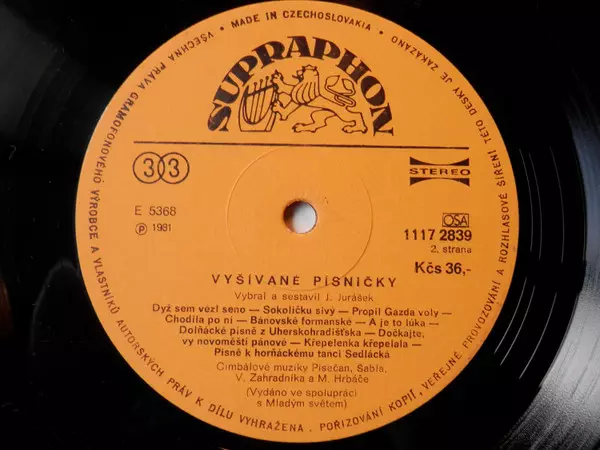 VŠECHNA PRÁVA GRAMOFONOVÉHO VÝROBCE A VLASTNÍKŮ AUTORSKÝCH PRÁV K DÍLU VYHRAŽENA. POŘIZOVÁNÍ KOPIÍ, VEŘEJNÉ PROVOZOVÁNÍ A ROZHLASOVÉ ŠÍŘENÍ TÉTO DESKY JE ZAKÁZÁNO • MADE IN CZECHOSLOVAKIA •
SUPRAPHON
33
STEREO
E 5368
Ⓟ 1981
OSA
1117 2839
2. strana
Kčs 36,-
VYŠÍVANÉ PÍSNIČKY
Vybral a sestavil J. Jurášek
Dyž sem vézl seno — Sokolíčku sivý — Propil Gazda voly —
Chodila po ní — Bánovské formanské — A je to lúka —
Dolňácké písně z Uherskohradišťska — Dočkajte,
vy novoměstí pánové — Křepelenka křepelala —
Písně k horňáckému tanci Sedlácká
Cimbálové muziky Písečan, Sabla,
V. Zahradníka a M. Hrbáče
(Vydáno ve spolupráci
s Mladým světem)